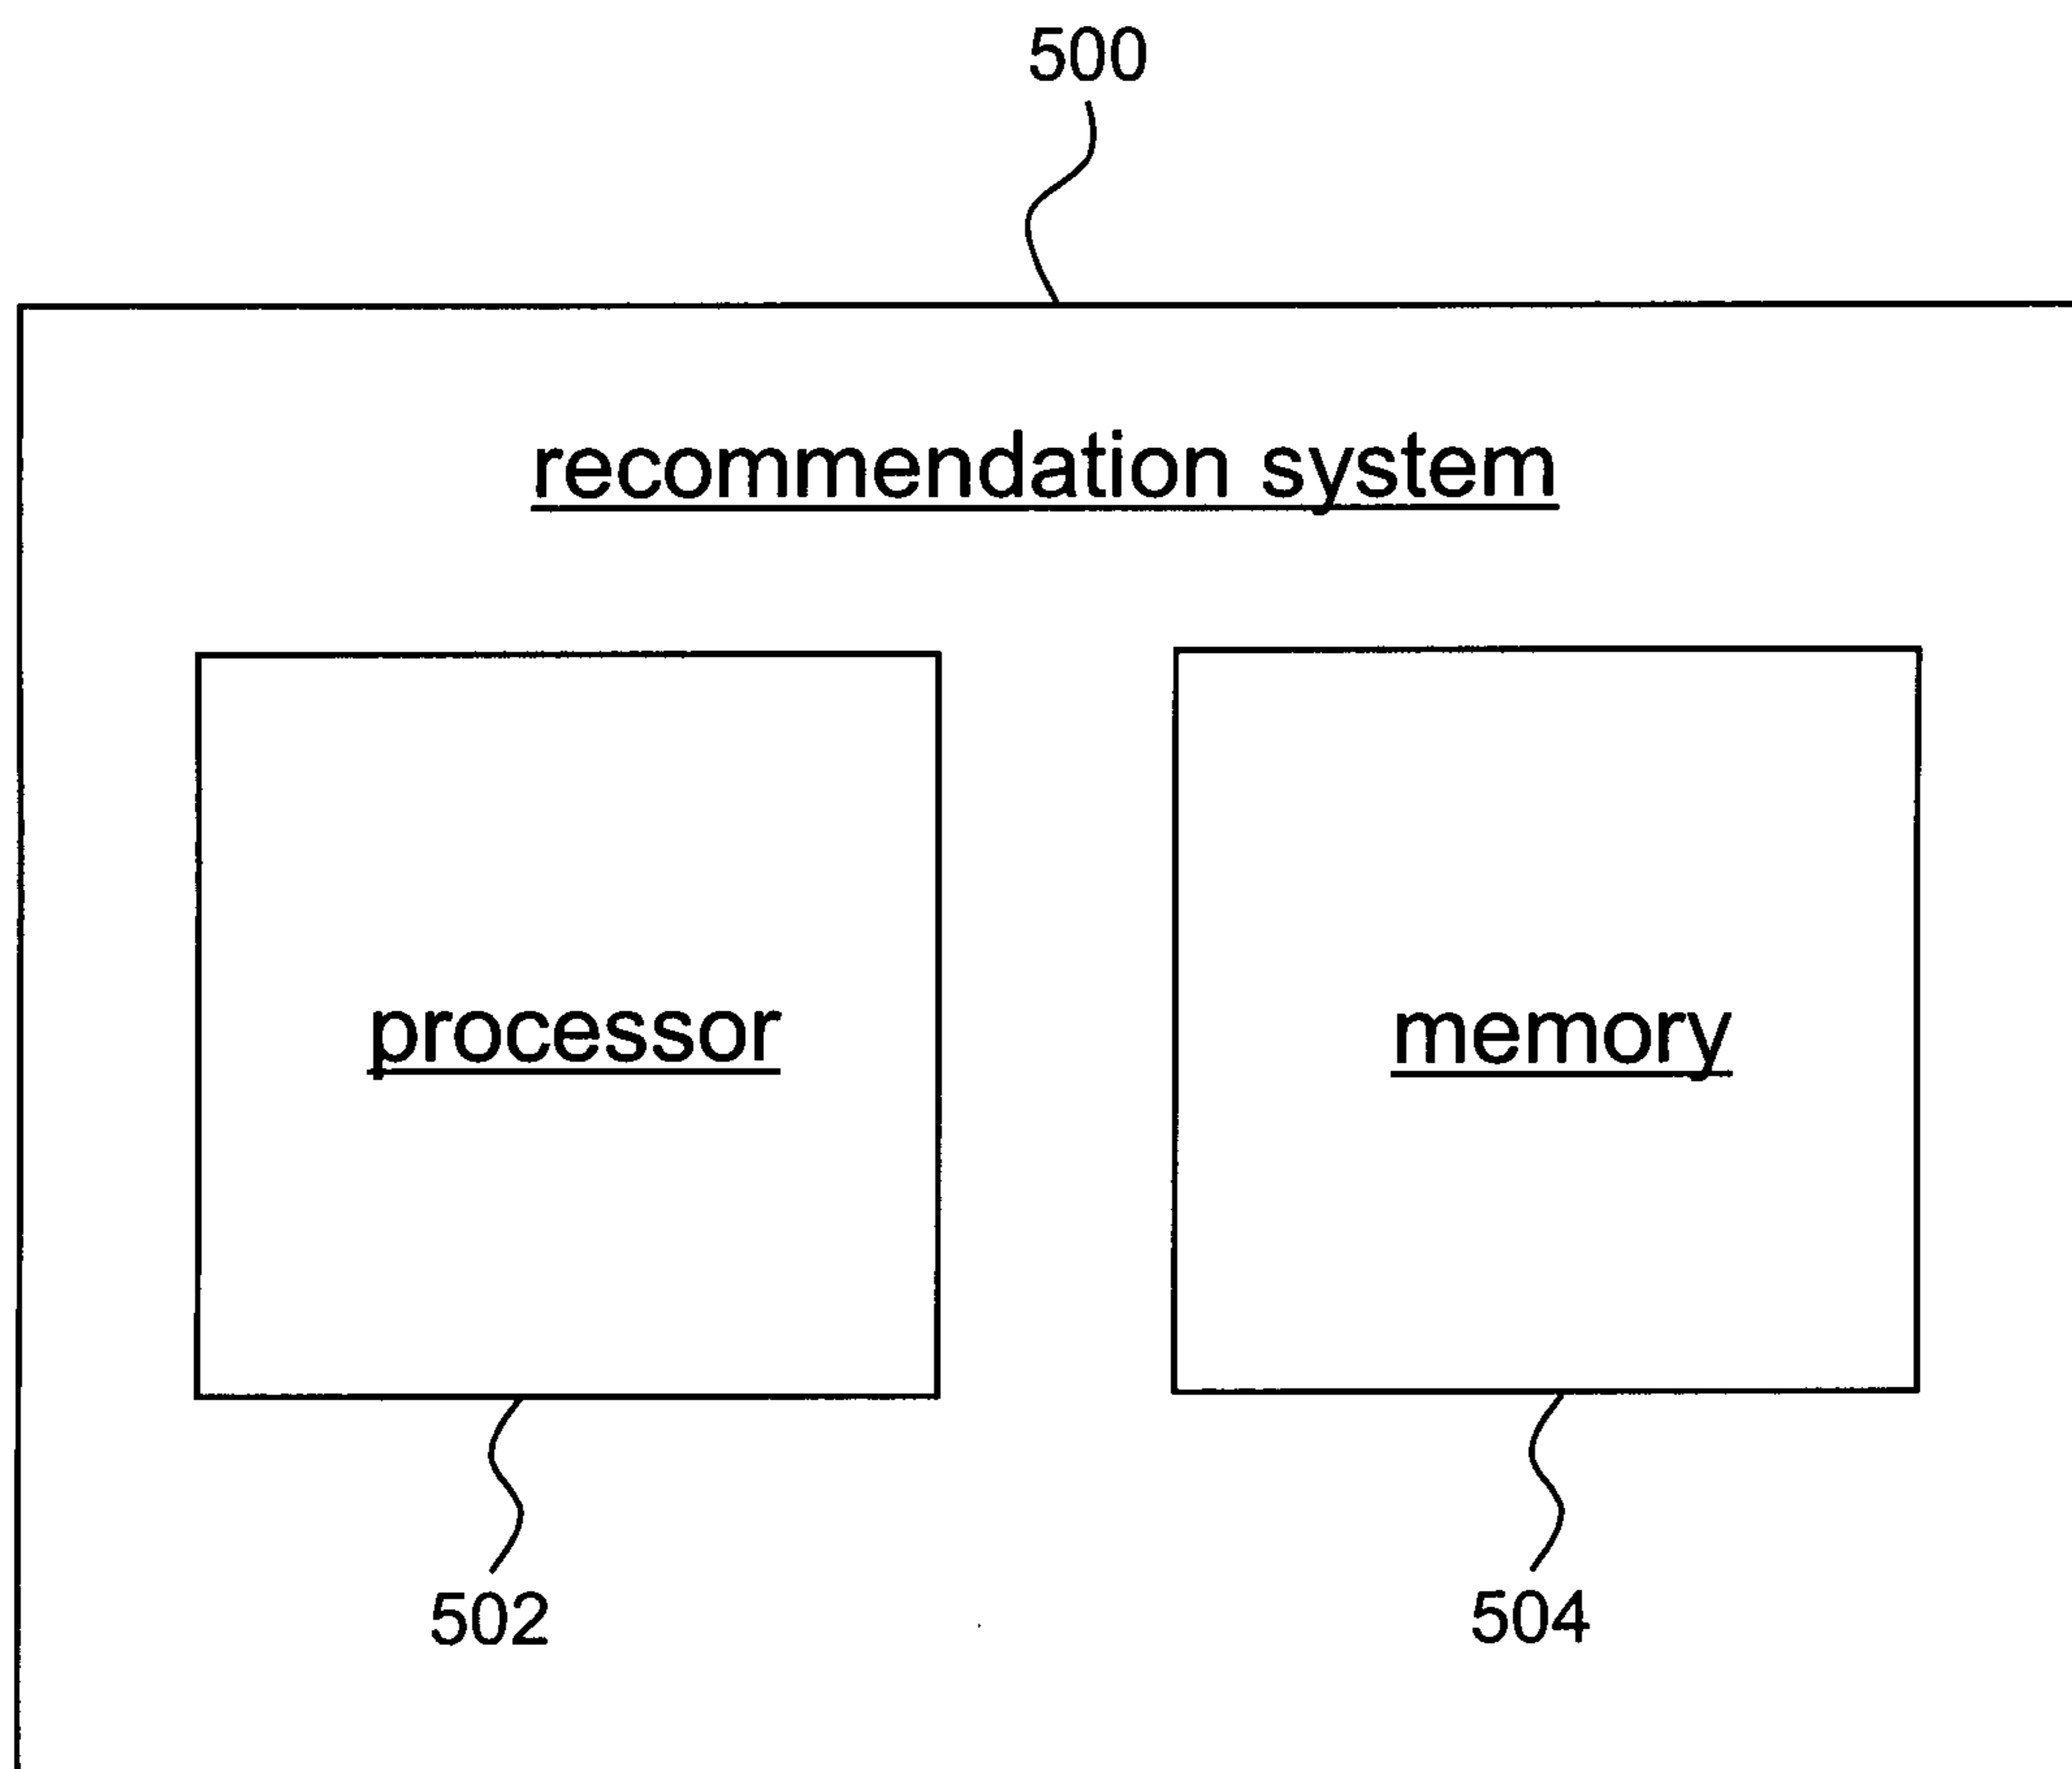 500
recommendation system
processor
memory
502
504